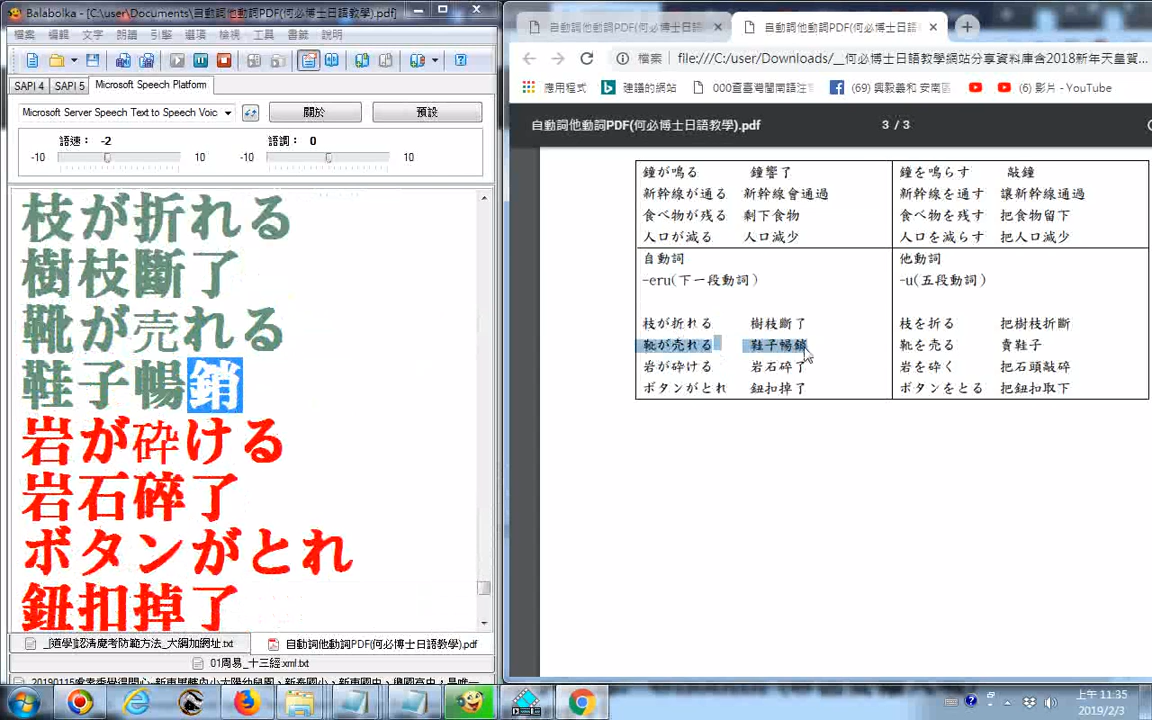 Balabolka - [C:\user\Documents\自動詞他動詞PDF(何必博士日語教學).pdf]
檔案 編輯 文字 朗讀 引擎 選項 檢視 工具 書籤 說明
SAPI 4 SAPI 5 Microsoft Speech Platform
Microsoft Server Speech Text to Speech Voic 關於 預設
語速: -2 語調: 0
-10 10 -10 10
枝が折れる
樹枝斷了
靴が売れる
鞋子暢銷
岩が砕ける
岩石碎了
ボタンがとれ
鈕扣掉了
自動詞他動詞PDF(何必博士日語教學).pdf
01周易_十三經.xml.txt
自動詞他動詞PDF(何必博士日語 自動詞他動詞PDF(何必博士日語
檔案 file:///C:/user/Downloads/__何必博士日語教學網站分享資料庫含2018新年天皇賀...
應用程式 建議的網站 (69) 興毅義和 安南區 (6) 影片 - YouTube
自動詞他動詞PDF(何必博士日語教學).pdf 3 / 3
鐘が鳴る 鐘響了 鐘を鳴らす 敲鐘
新幹線が通る 新幹線會通過 新幹線を通す 讓新幹線通過
食べ物が残る 剩下食物 食べ物を残す 把食物留下
人口が減る 人口減少 人口を減らす 把人口減少
自動詞 他動詞
-eru(下一段動詞) -u(五段動詞)
枝が折れる 樹枝斷了 枝を折る 把樹枝折斷
靴が売れる 鞋子暢銷 靴を売る 賣鞋子
岩が砕ける 岩石碎了 岩を砕く 把石頭敲碎
ボタンがとれ 鈕扣掉了 ボタンをとる 把鈕扣取下
上午 11:35
2019/2/3